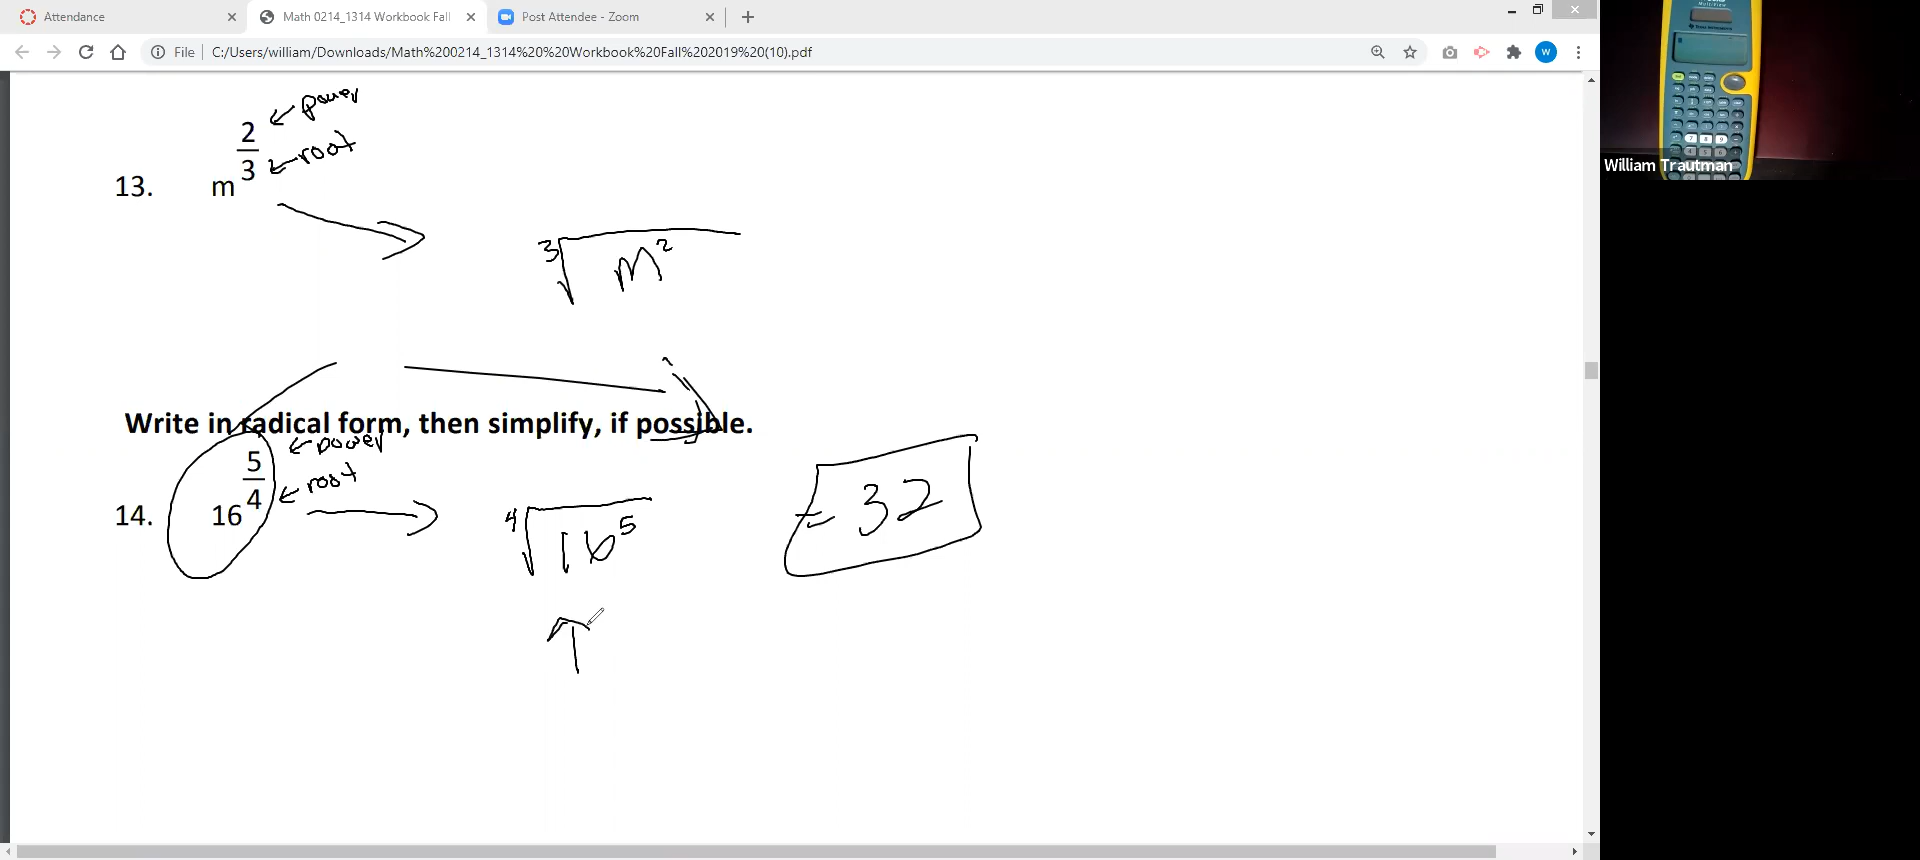 Attendance
Math 0214_1314 Workbook Fall
Post Attendee - Zoom
File
C:/Users/william/Downloads/Math%200214_1314%20%20Workbook%20Fall%202019%20(10).pdf
W
William Trautman
13. m^(2/3)
power
root
∛(m²)
Write in radical form, then simplify, if possible.
14. 16^(5/4)
power
root
⁴√(16⁵)
= 32